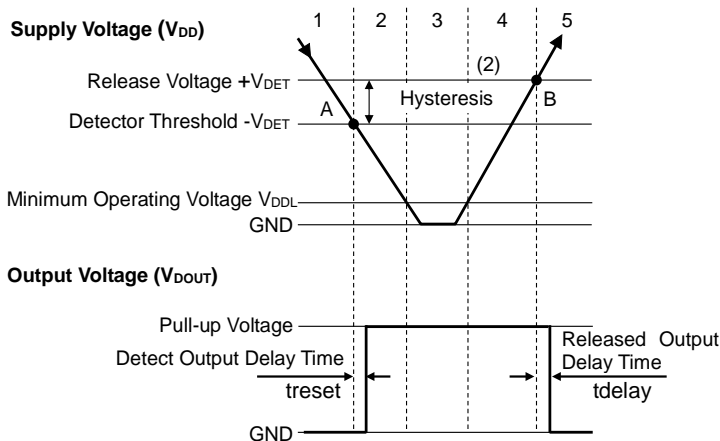 1 2 3 4 5
Supply Voltage (VDD)
(2)
Release Voltage +VDET
A Hysteresis B
Detector Threshold -VDET
Minimum Operating Voltage VDDL
GND
Output Voltage (VDOUT)
Pull-up Voltage
Detect Output Delay Time
treset
Released Output
Delay Time
tdelay
GND